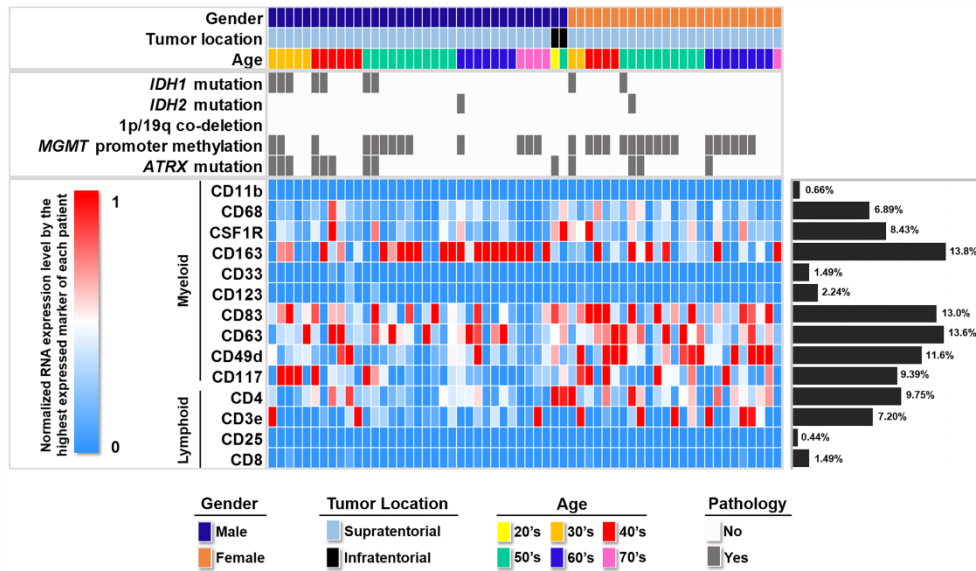 Gender
Tumor location
Age
IDH1 mutation
IDH2 mutation
1p/19q co-deletion
MGMT promoter methylation
ATRX mutation
Normalized RNA expression level by the
highest expressed marker of each patient
1
0
Myeloid
Lymphoid
CD11b 0.66%
CD68 6.89%
CSF1R 8.43%
CD163 13.8%
CD33 1.49%
CD123 2.24%
CD83 13.0%
CD63 13.6%
CD49d 11.6%
CD117 9.39%
CD4 9.75%
CD3e 7.20%
CD25 0.44%
CD8 1.49%
Gender Tumor Location Age Pathology
Male Supratentorial 20's 30's 40's No
Female Infratentorial 50's 60's 70's Yes